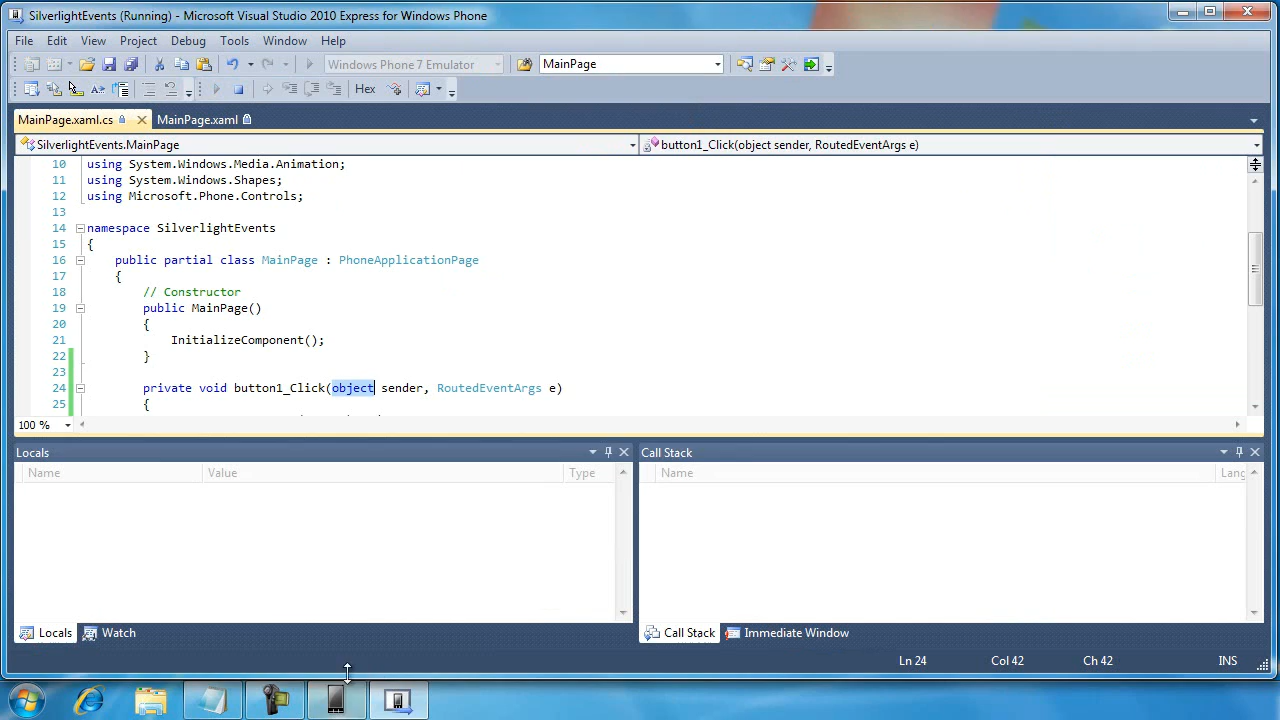 SilverlightEvents (Running) - Microsoft Visual Studio 2010 Express for Windows Phone
File Edit View Project Debug Tools Window Help
Windows Phone 7 Emulator MainPage
Hex
MainPage.xaml.cs MainPage.xaml
SilverlightEvents.MainPage button1_Click(object sender, RoutedEventArgs e)
10 using System.Windows.Media.Animation;
11 using System.Windows.Shapes;
12 using Microsoft.Phone.Controls;
13
14 namespace SilverlightEvents
15 {
16 public partial class MainPage : PhoneApplicationPage
17 {
18 // Constructor
19 public MainPage()
20 {
21 InitializeComponent();
22 }
23
24 private void button1_Click(object sender, RoutedEventArgs e)
25 {
100 %
Locals Call Stack
Name Value Type Name Lang
Locals Watch Call Stack Immediate Window
Ln 24 Col 42 Ch 42 INS